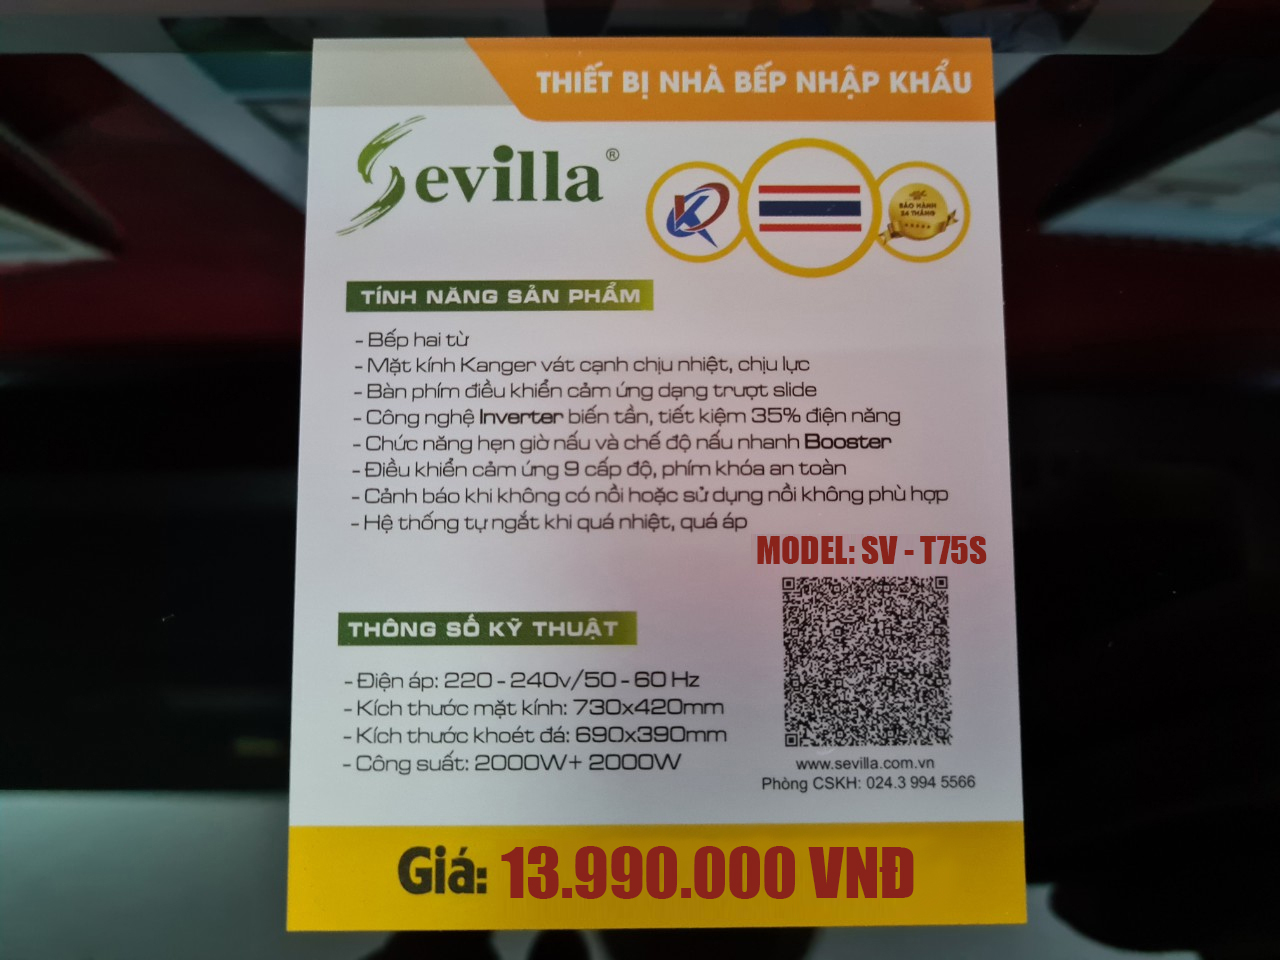 THIẾT BỊ NHÀ BẾP NHẬP KHẨU
Sevilla®
BẢO HÀNH
24 THÁNG
TÍNH NĂNG SẢN PHẨM
- Bếp hai từ
- Mặt kính Kanger vát cạnh chịu nhiệt, chịu lực
- Bàn phím điều khiển cảm ứng dạng trượt slide
- Công nghệ Inverter biến tần, tiết kiệm 35% điện năng
- Chức năng hẹn giờ nấu và chế độ nấu nhanh Booster
- Điều khiển cảm ứng 9 cấp độ, phím khóa an toàn
- Cảnh báo khi không có nồi hoặc sử dụng nồi không phù hợp
- Hệ thống tự ngắt khi quá nhiệt, quá áp
MODEL: SV - T75S
THÔNG SỐ KỸ THUẬT
- Điện áp: 220 - 240v/50 - 60 Hz
- Kích thước mặt kính: 730x420mm
- Kích thước khoét đá: 690x390mm
- Công suất: 2000W+ 2000W
www.sevilla.com.vn
Phòng CSKH: 024.3 994 5566
Giá: 13.990.000 VNĐ